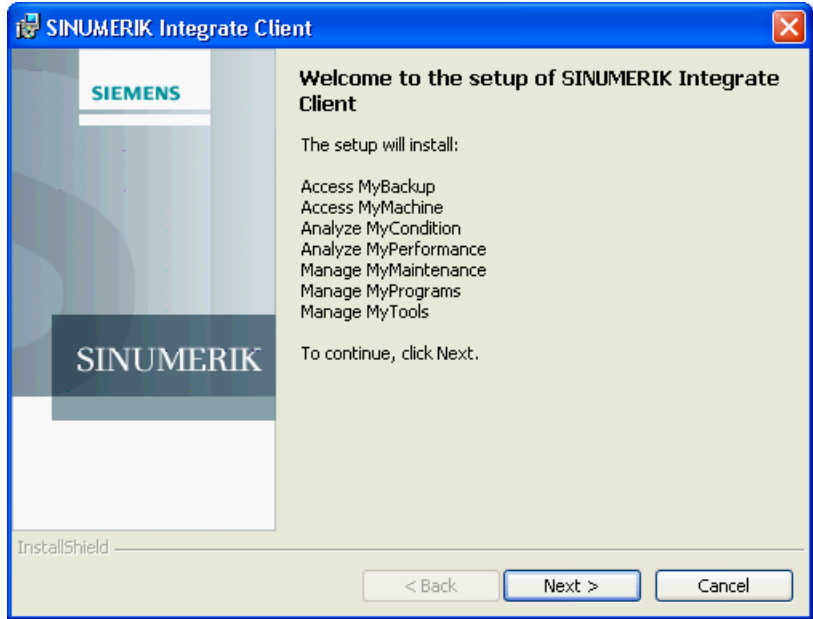 SINUMERIK Integrate Client
SIEMENS
SINUMERIK
Welcome to the setup of SINUMERIK Integrate
Client
The setup will install:
Access MyBackup
Access MyMachine
Analyze MyCondition
Analyze MyPerformance
Manage MyMaintenance
Manage MyPrograms
Manage MyTools
To continue, click Next.
InstallShield
< Back
Next >
Cancel